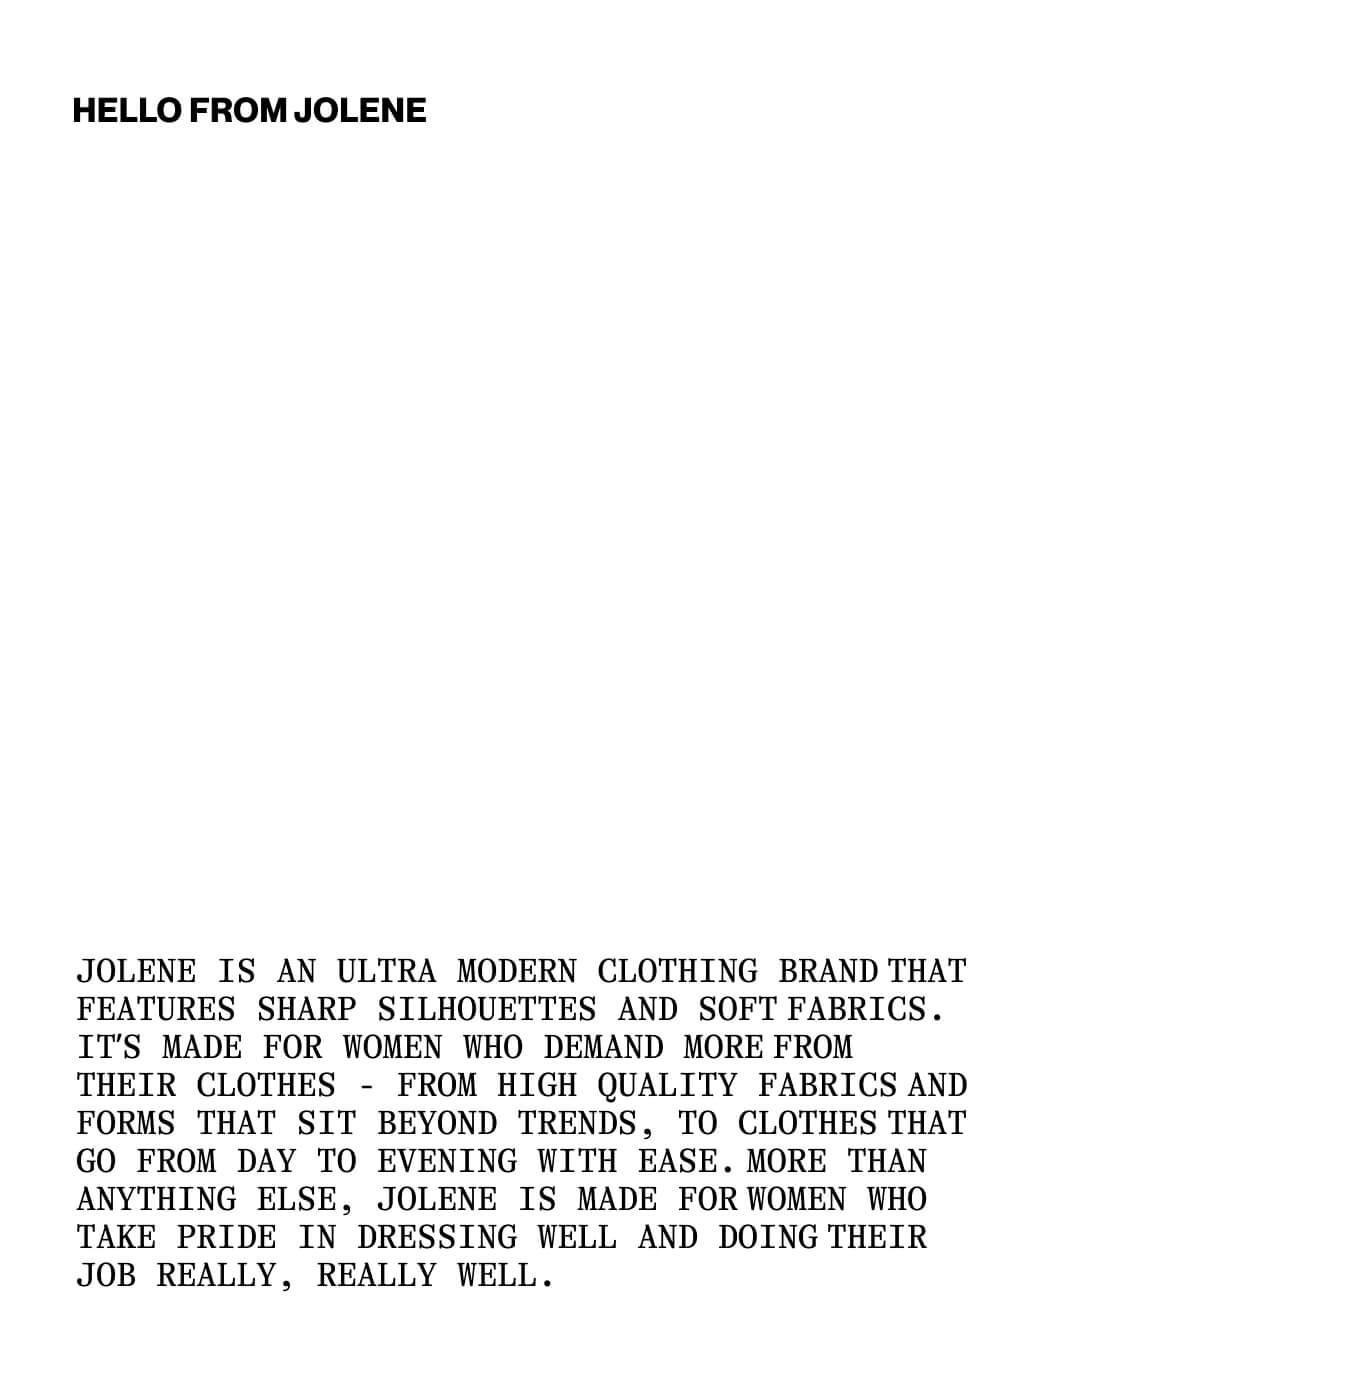 HELLO FROM JOLENE
JOLENE IS AN ULTRA MODERN CLOTHING BRAND THAT
FEATURES SHARP SILHOUETTES AND SOFT FABRICS.
IT'S MADE FOR WOMEN WHO DEMAND MORE FROM
THEIR CLOTHES - FROM HIGH QUALITY FABRICS AND
FORMS THAT SIT BEYOND TRENDS, TO CLOTHES THAT
GO FROM DAY TO EVENING WITH EASE. MORE THAN
ANYTHING ELSE, JOLENE IS MADE FOR WOMEN WHO
TAKE PRIDE IN DRESSING WELL AND DOING THEIR
JOB REALLY, REALLY WELL.